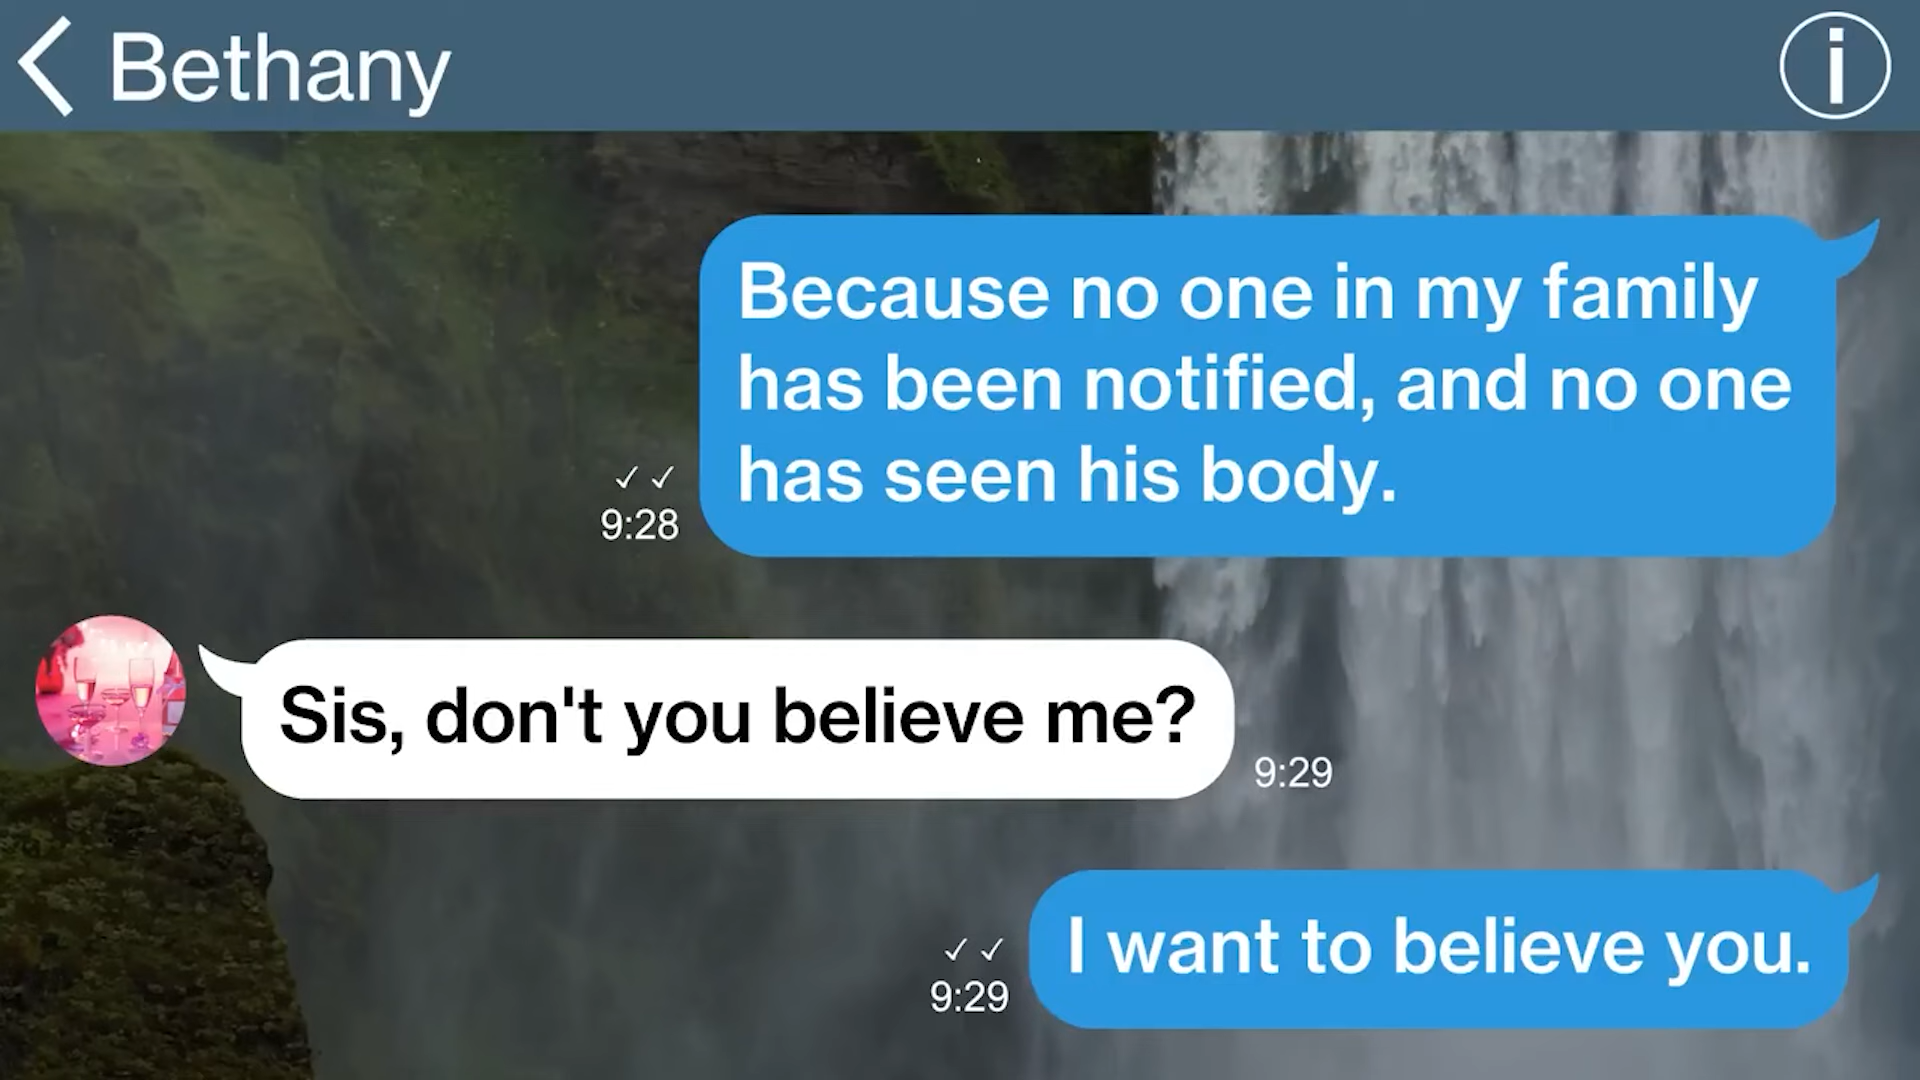 Bethany
i
Because no one in my family
has been notified, and no one
has seen his body.
✓ ✓
9:28
Sis, don't you believe me?
9:29
I want to believe you.
✓ ✓
9:29